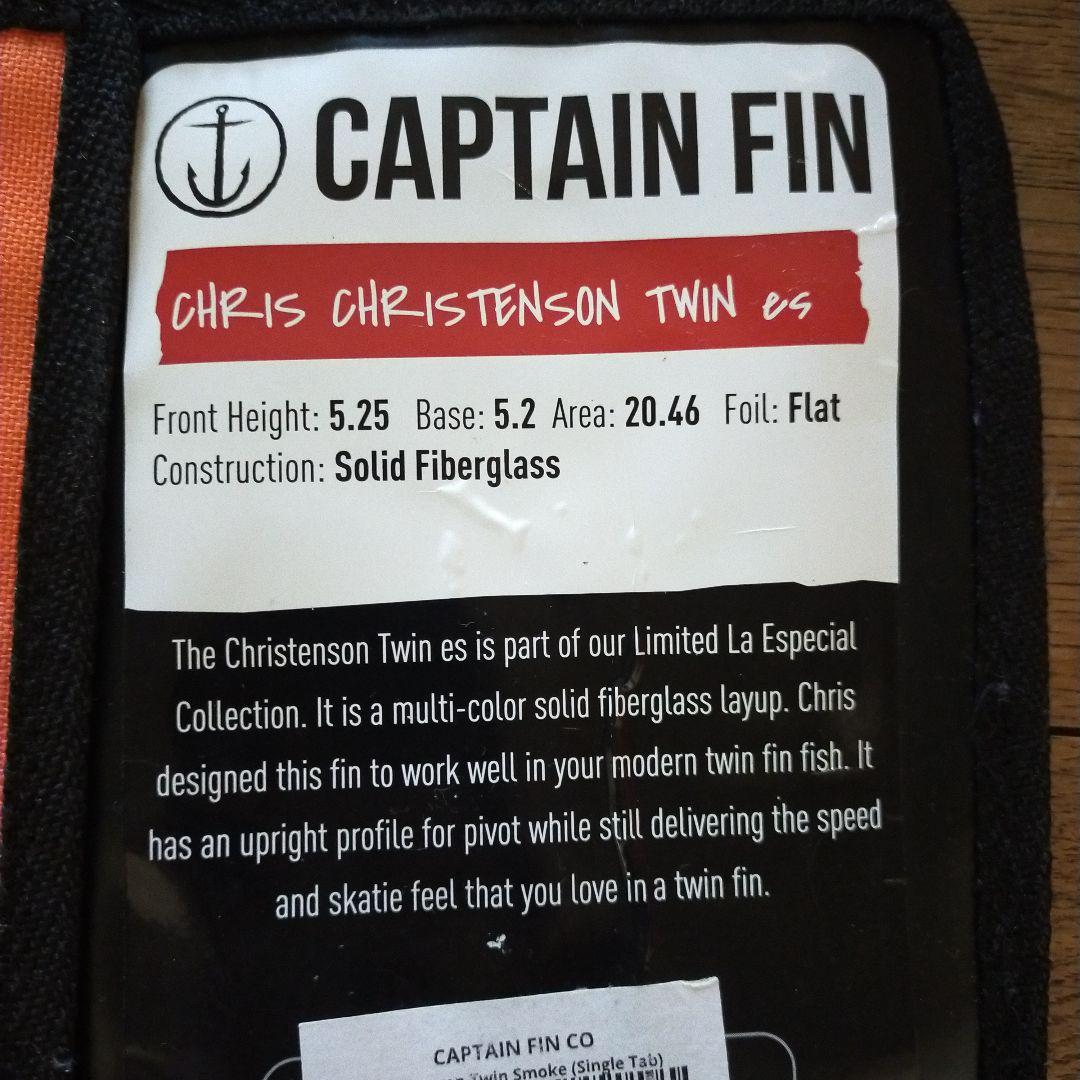 CAPTAIN FIN
CHRIS CHRISTENSON TWIN es
Front Height: 5.25 Base: 5.2 Area: 20.46 Foil: Flat
Construction: Solid Fiberglass
The Christenson Twin es is part of our Limited La Especial
Collection. It is a multi-color solid fiberglass layup. Chris
designed this fin to work well in your modern twin fin fish. It
has an upright profile for pivot while still delivering the speed
and skatie feel that you love in a twin fin.
CAPTAIN FIN CO
Twin Smoke (Single Tab)